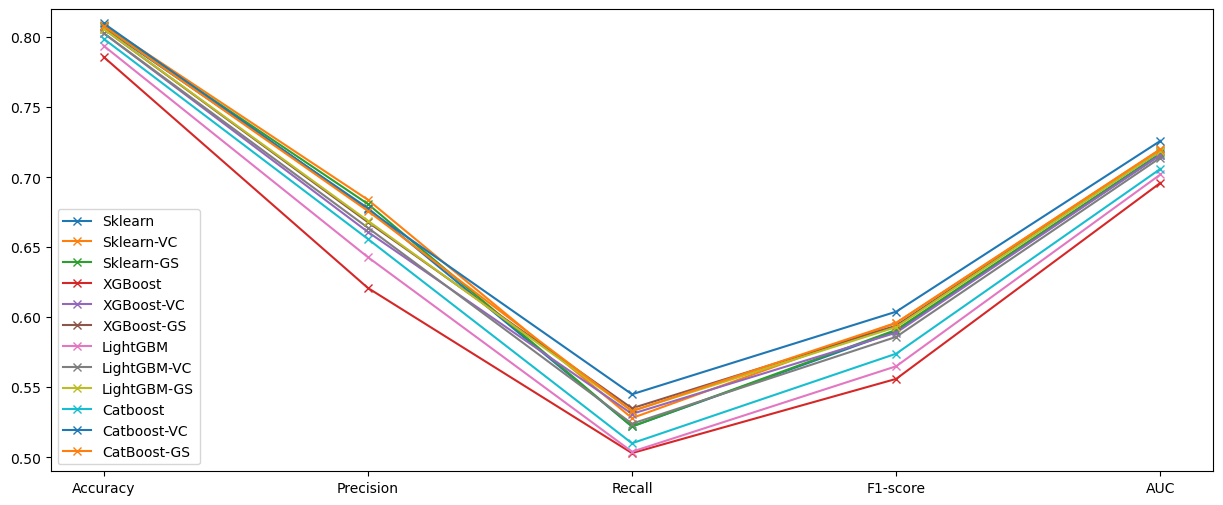 0.80
0.75
0.70
0.65
0.60
0.55
0.50
Sklearn
Sklearn-VC
Sklearn-GS
XGBoost
XGBoost-VC
XGBoost-GS
LightGBM
LightGBM-VC
LightGBM-GS
Catboost
Catboost-VC
CatBoost-GS
Accuracy Precision Recall F1-score AUC